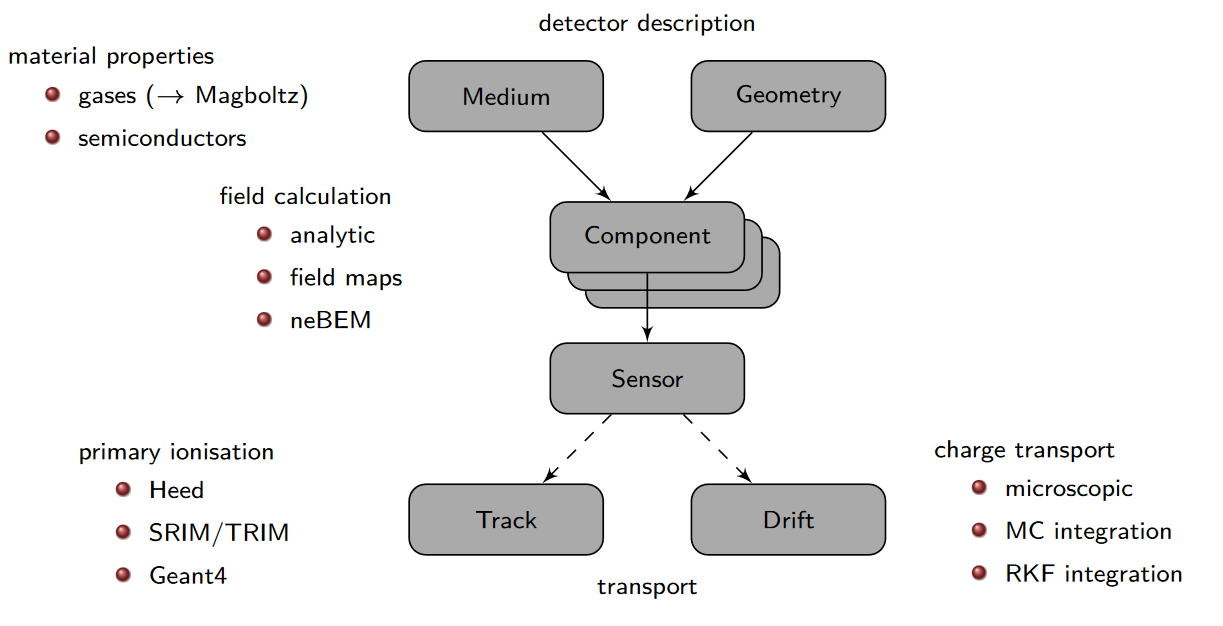 detector description
material properties
gases (→ Magboltz)
semiconductors
Medium
Geometry
field calculation
analytic
field maps
neBEM
Component
Sensor
primary ionisation
Heed
SRIM/TRIM
Geant4
Track
Drift
transport
charge transport
microscopic
MC integration
RKF integration